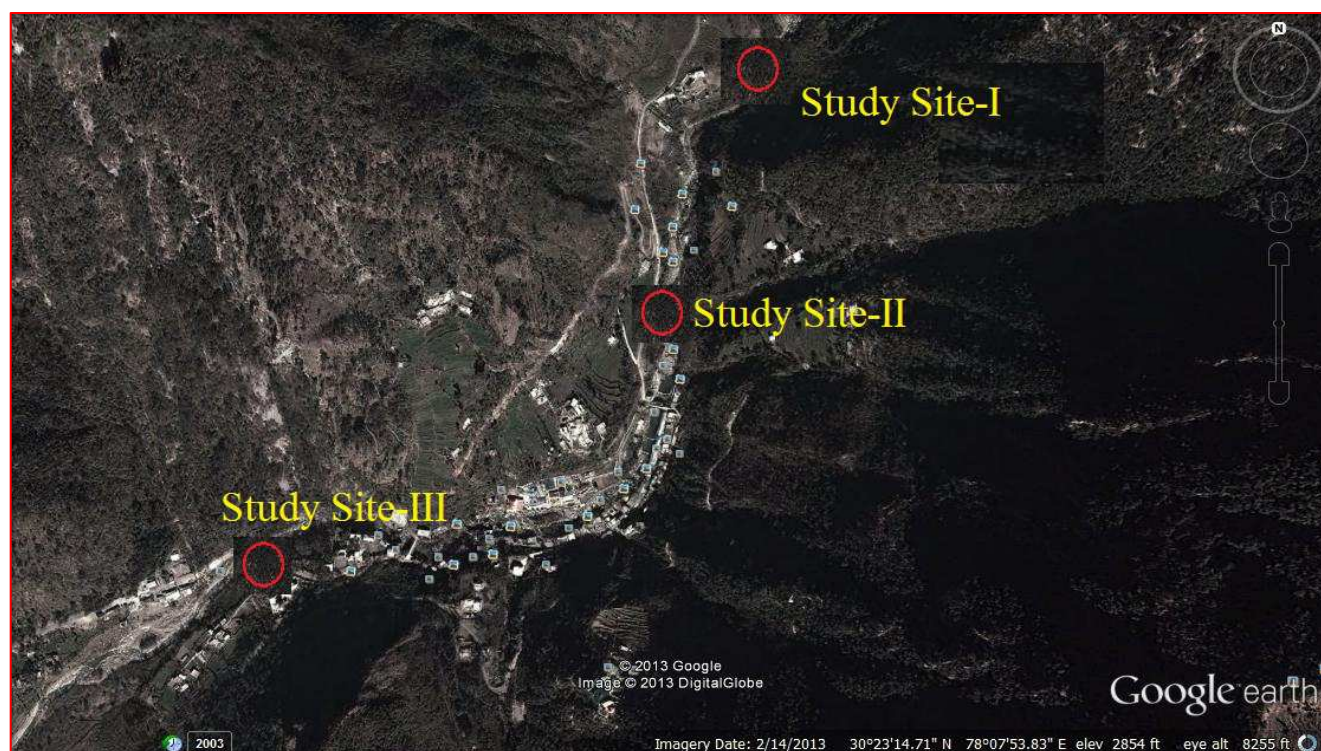 N
Study Site-I
Study Site-II
Study Site-III
© 2013 Google
Image © 2013 DigitalGlobe
Google earth
2003
Imagery Date: 2/14/2013 30°23'14.71" N 78°07'53.83" E elev 2854 ft eye alt 8255 ft